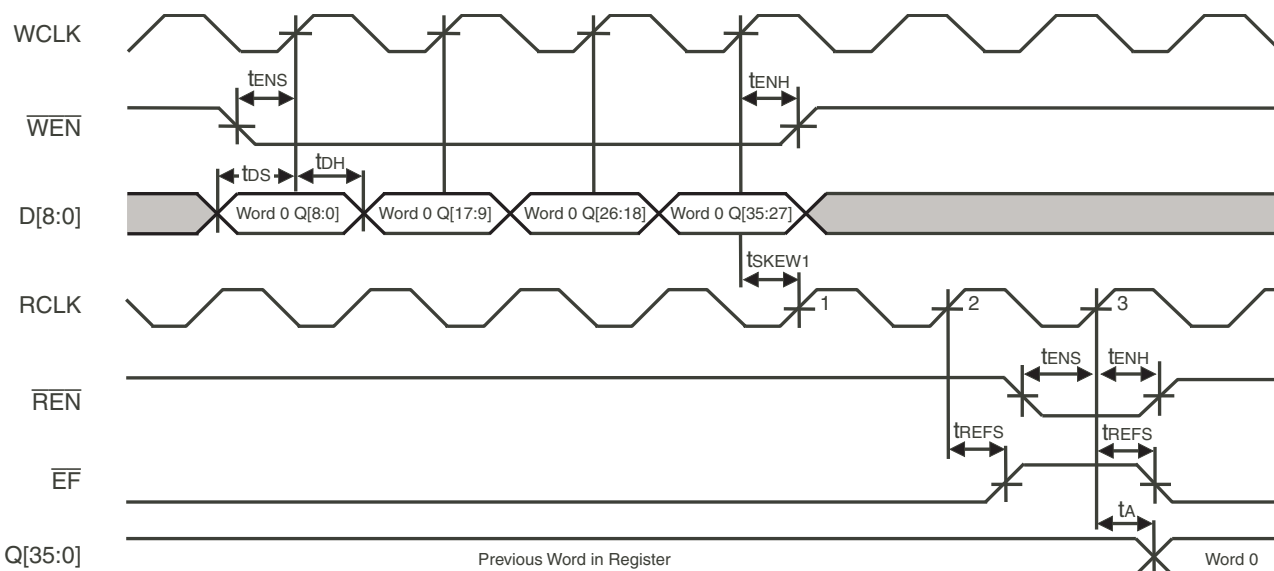 WCLK
tENS
tENH
WEN
tDS
tDH
D[8:0]
Word 0 Q[8:0]
Word 0 Q[17:9]
Word 0 Q[26:18]
Word 0 Q[35:27]
tSKEW1
RCLK
1
2
3
tENS
tENH
REN
tREFS
tREFS
EF
tA
Q[35:0]
Previous Word in Register
Word 0